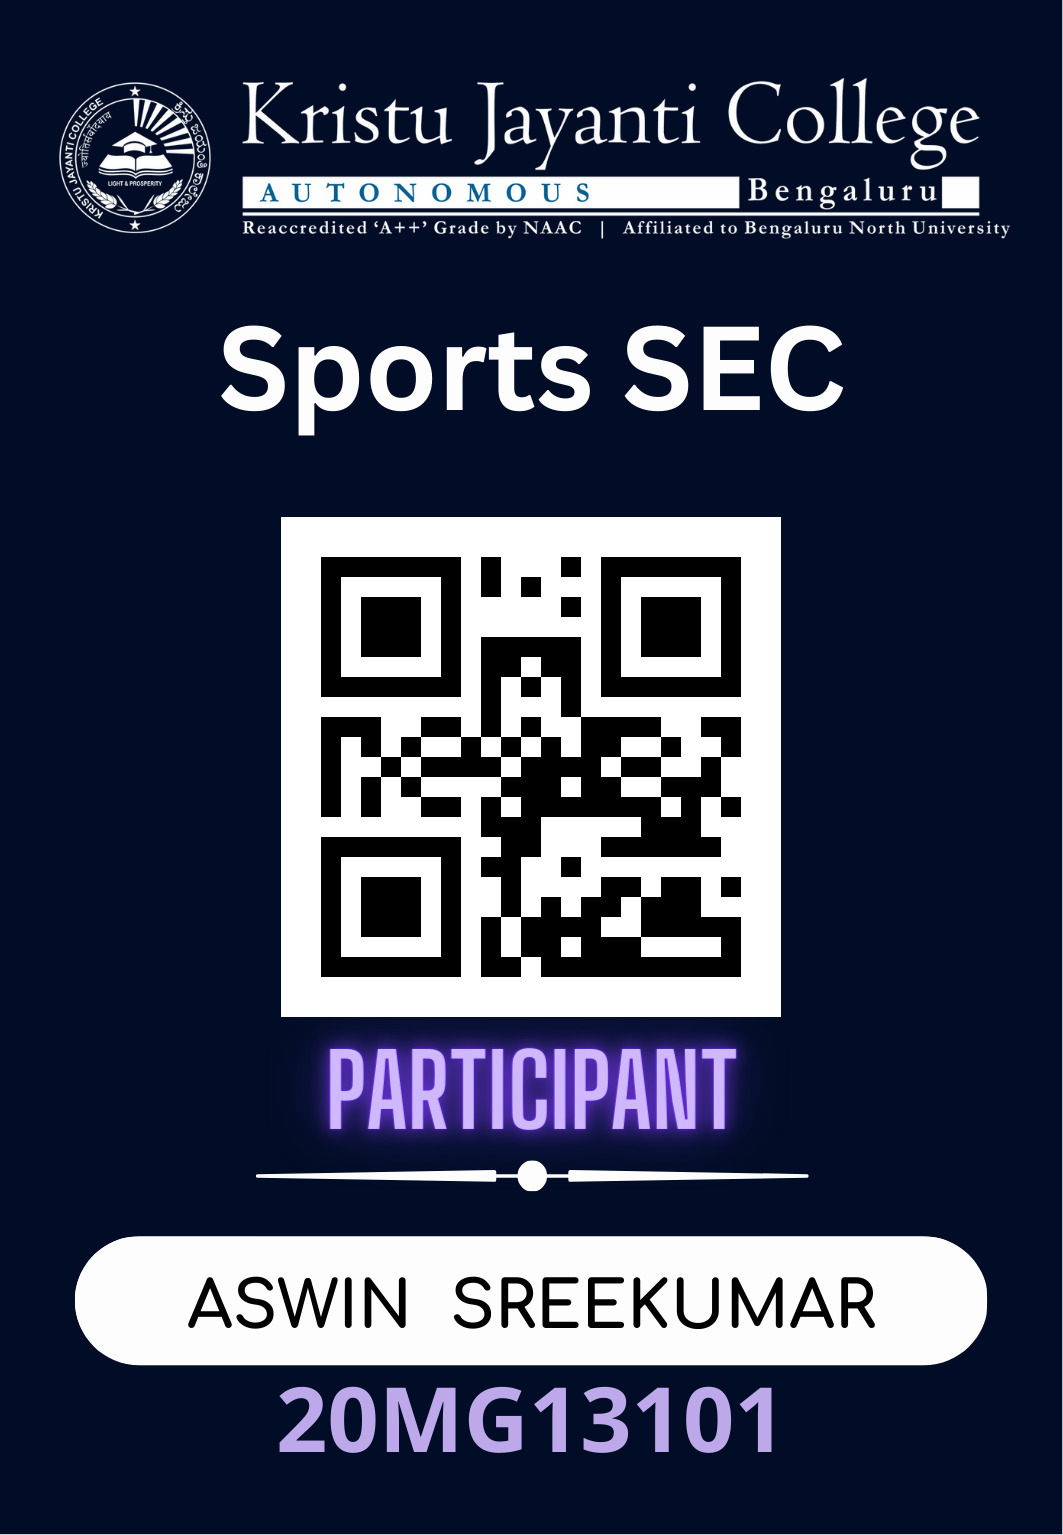 Kristu Jayanti College
AUTONOMOUS Bengaluru
Reaccredited ‘A++’ Grade by NAAC | Affiliated to Bengaluru North University
KRISTU JAYANTI COLLEGE
ಕ್ರಿಸ್ತು ಜಯಂತಿ ಕಾಲೇಜು
LIGHT & PROSPERITY
Sports SEC
PARTICIPANT
ASWIN SREEKUMAR
20MG13101